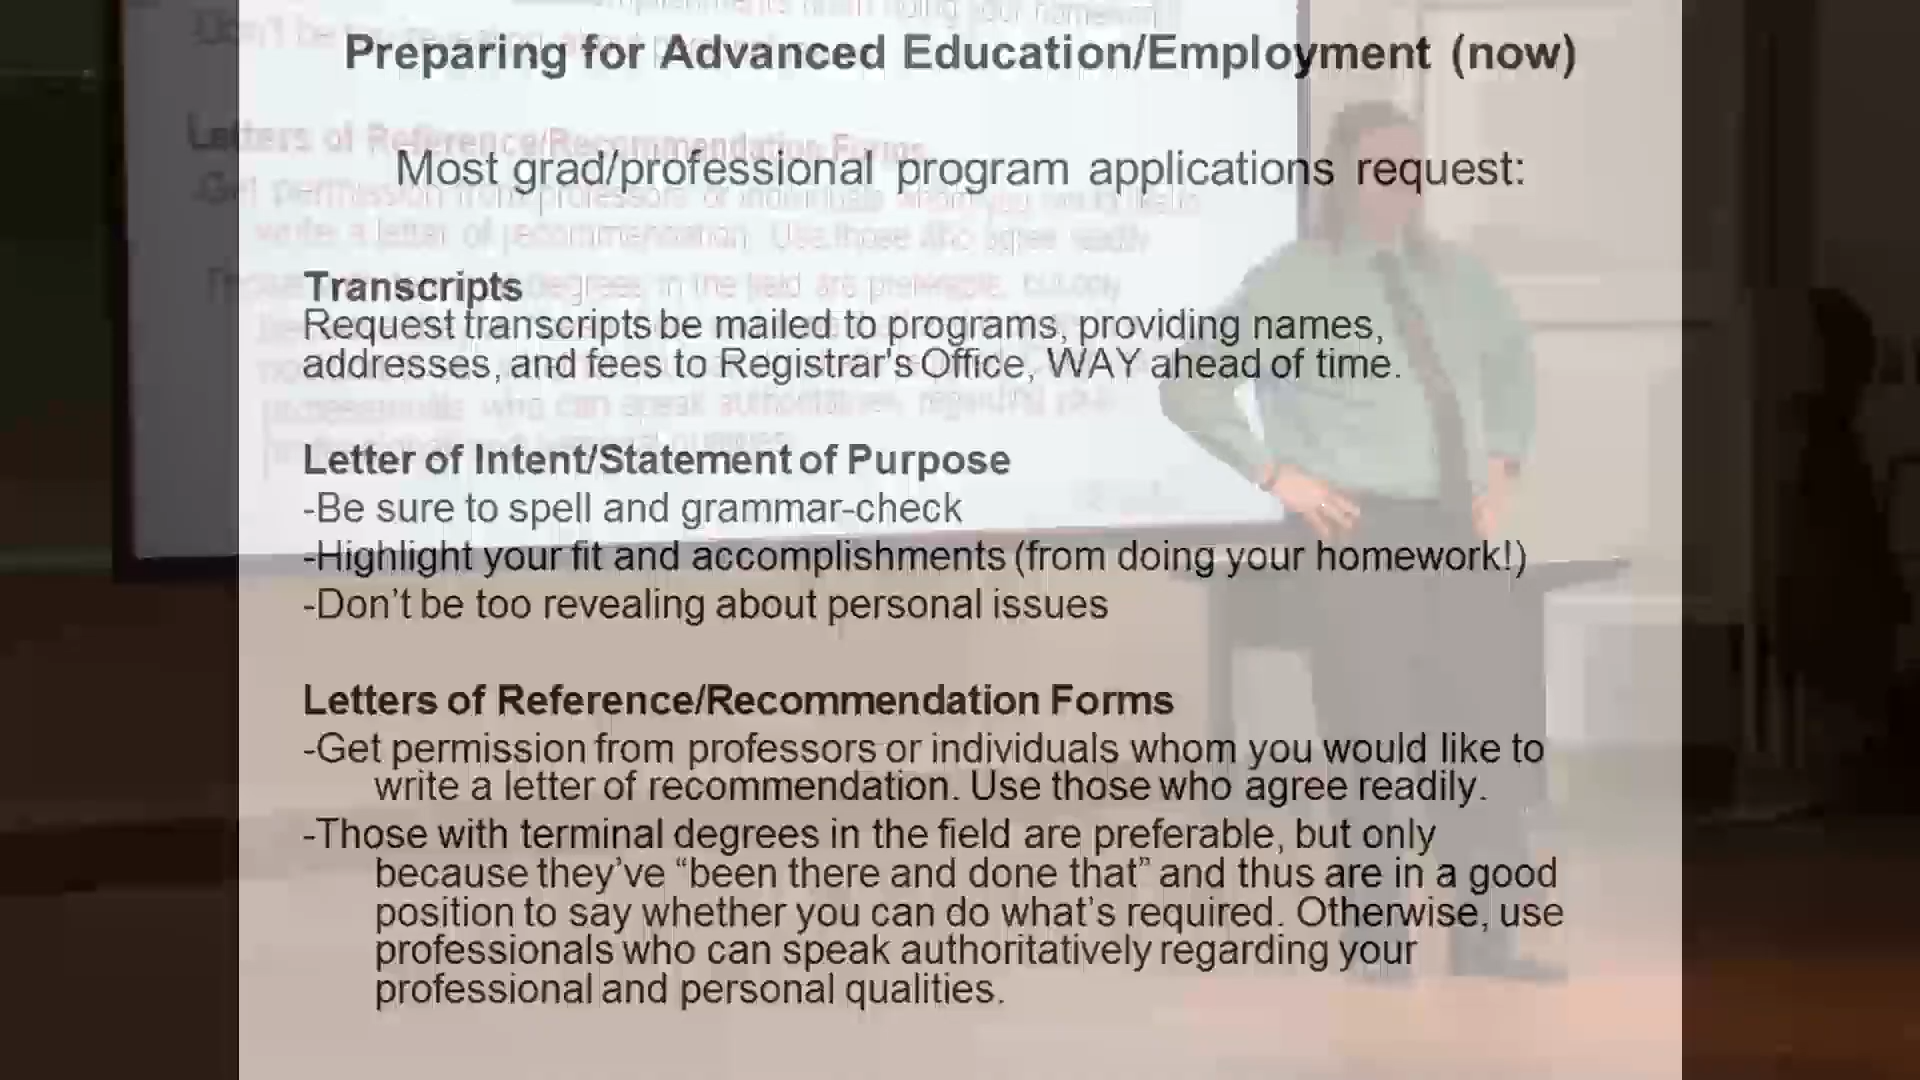 Preparing for Advanced Education/Employment (now)
Most grad/professional program applications request:
Transcripts
Request transcripts be mailed to programs, providing names,
addresses, and fees to Registrar's Office, WAY ahead of time.
Letter of Intent/Statement of Purpose
-Be sure to spell and grammar-check
-Highlight your fit and accomplishments (from doing your homework!)
-Don't be too revealing about personal issues
Letters of Reference/Recommendation Forms
-Get permission from professors or individuals whom you would like to
write a letter of recommendation. Use those who agree readily.
-Those with terminal degrees in the field are preferable, but only
because they've “been there and done that” and thus are in a good
position to say whether you can do what's required. Otherwise, use
professionals who can speak authoritatively regarding your
professional and personal qualities.